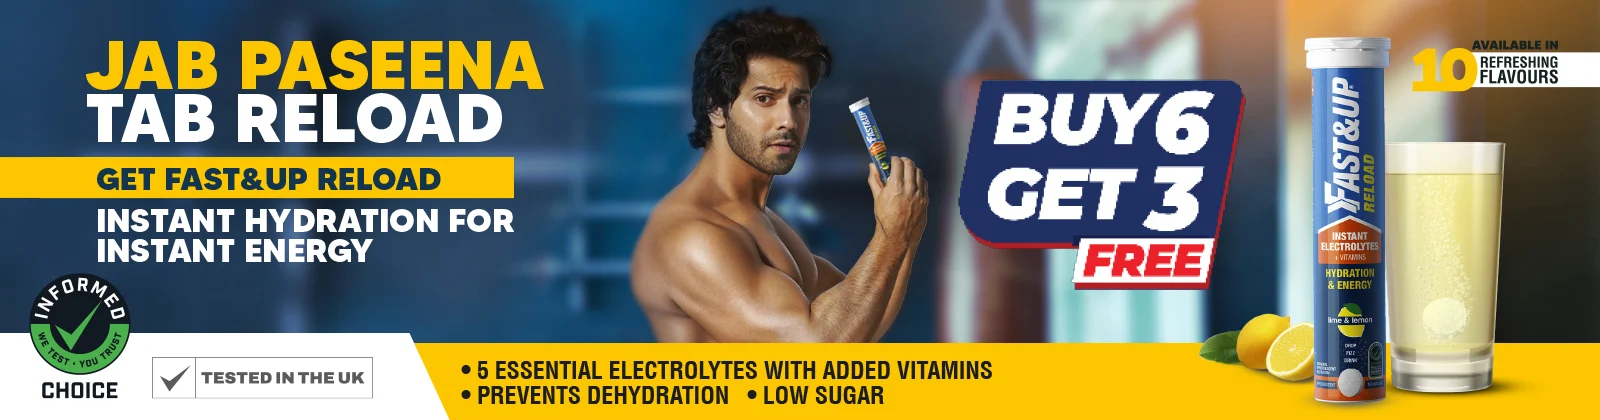 JAB PASEENA
TAB RELOAD
GET FAST&UP RELOAD
INSTANT HYDRATION FOR
INSTANT ENERGY
INFORMED
WE TEST • YOU TRUST
CHOICE
TESTED IN THE UK
• 5 ESSENTIAL ELECTROLYTES WITH ADDED VITAMINS
• PREVENTS DEHYDRATION • LOW SUGAR
FAST&UP
BUY 6
GET 3
FREE
FAST&UP
RELOAD
INSTANT
ELECTROLYTES
+ VITAMINS
HYDRATION
& ENERGY
lime & lemon
DROP
FIZZ
DRINK
10
AVAILABLE IN
REFRESHING
FLAVOURS